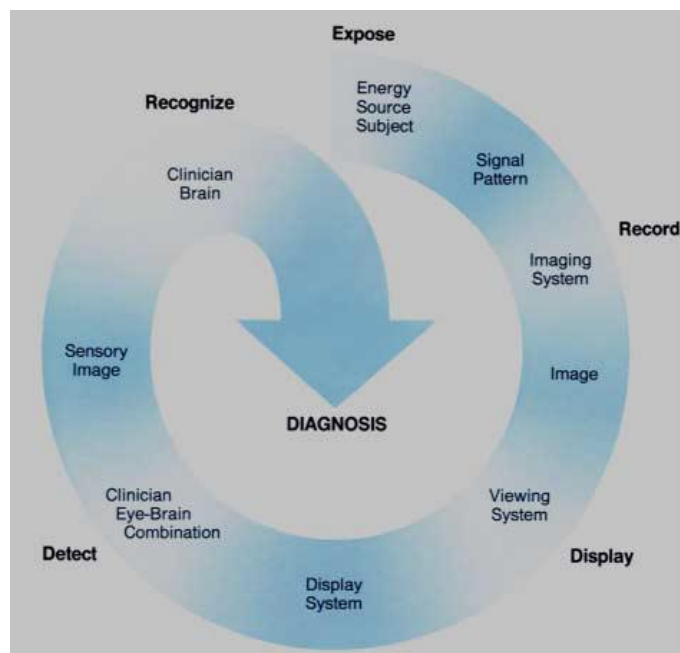 Expose
Energy
Source
Subject
Signal
Pattern
Record
Imaging
System
Image
Viewing
System
Display
Display
System
Detect
Clinician
Eye-Brain
Combination
Sensory
Image
Recognize
Clinician
Brain
DIAGNOSIS